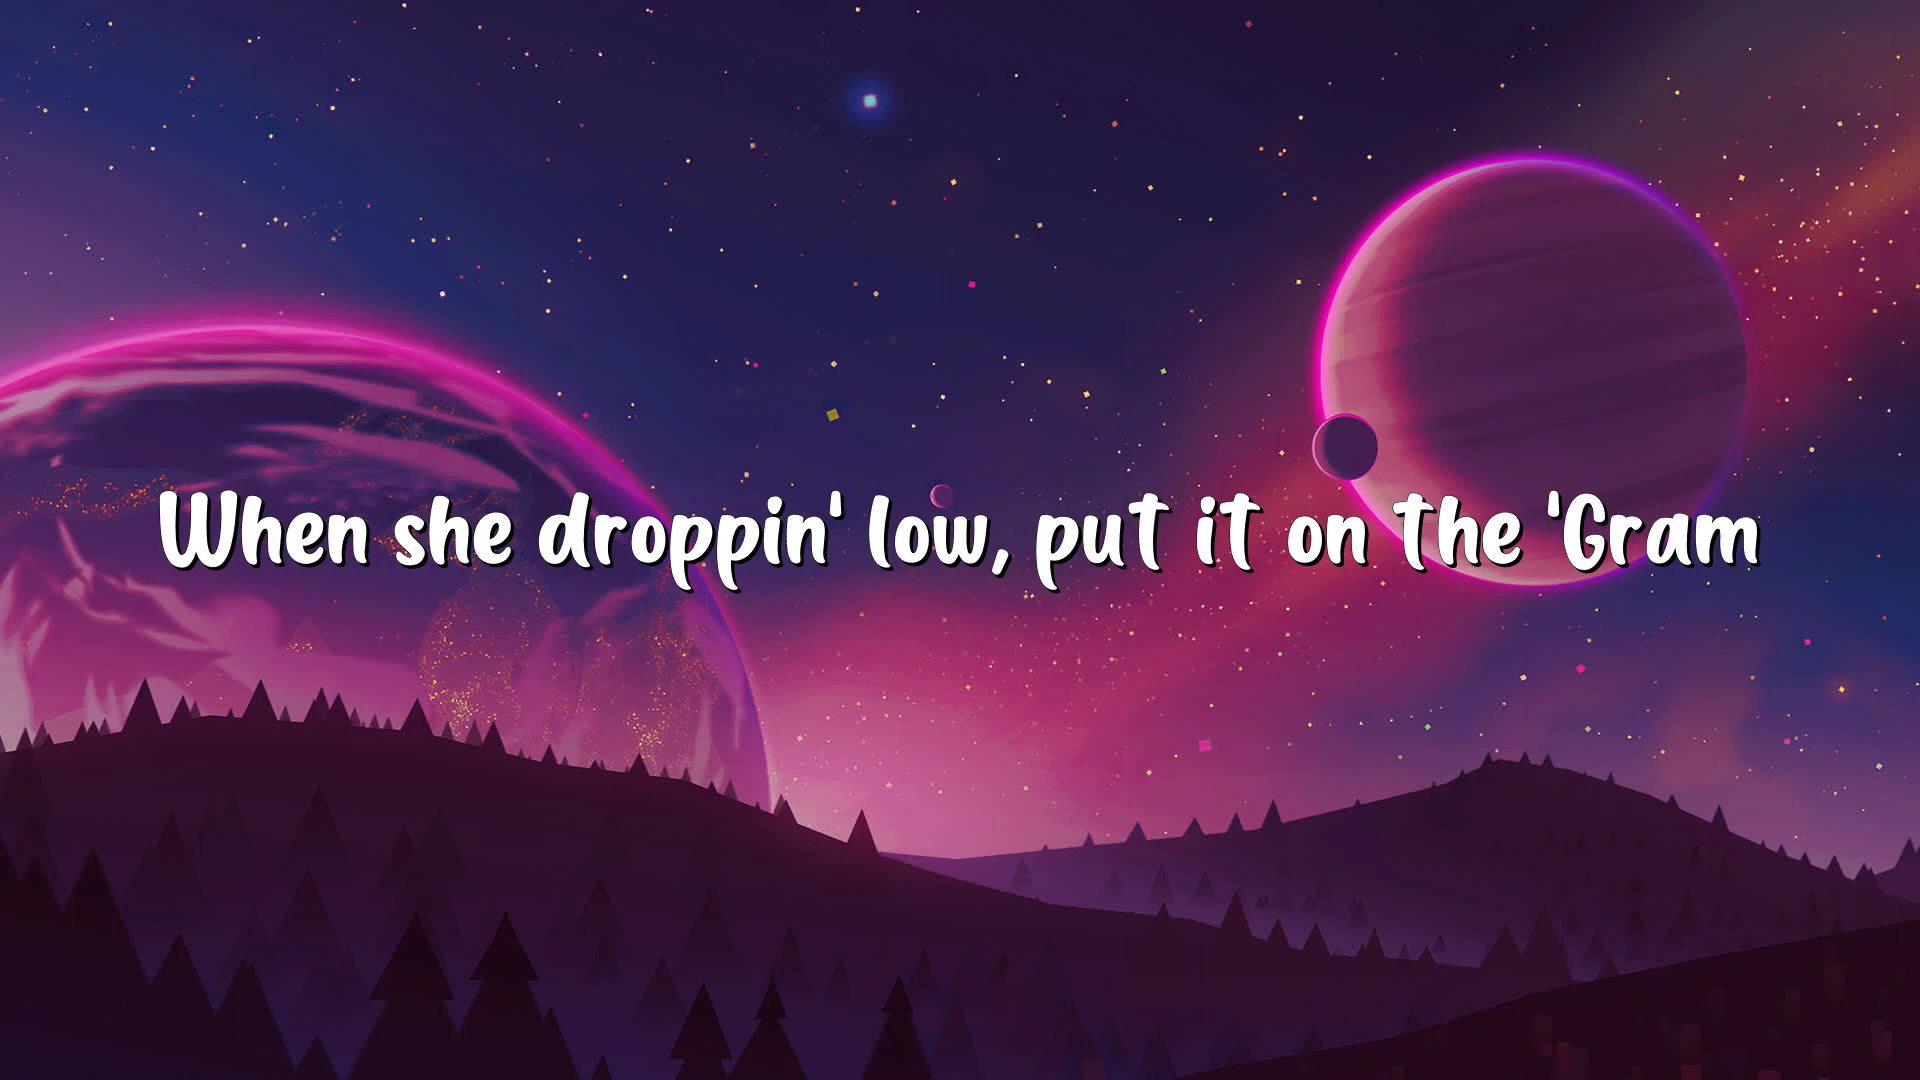 When she droppin' low, put it on the 'Gram